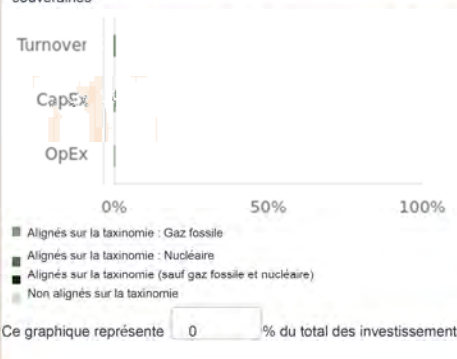 souveraines*
Turnover
CapEx
OpEx
0% 50% 100%
Alignés sur la taxinomie : Gaz fossile
Alignés sur la taxinomie : Nucléaire
Alignés sur la taxinomie (sauf gaz fossile et nucléaire)
Non alignés sur la taxinomie
Ce graphique représente 0 % du total des investissement